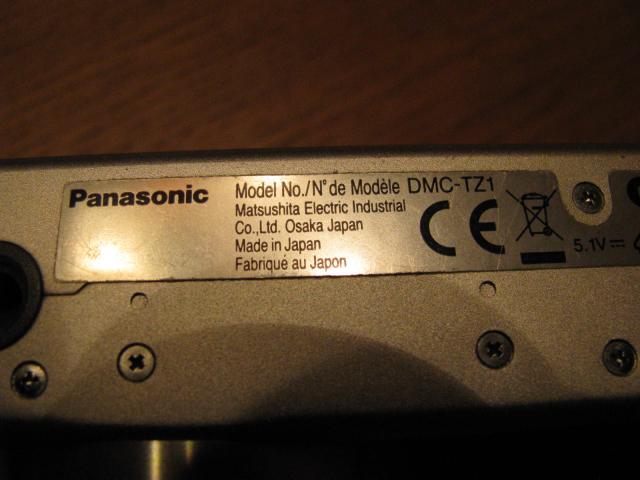 Panasonic
Model No./N° de Modèle DMC-TZ1
Matsushita Electric Industrial
Co.,Ltd. Osaka Japan
Made in Japan
Fabriqué au Japon
CE
5.1V⎓